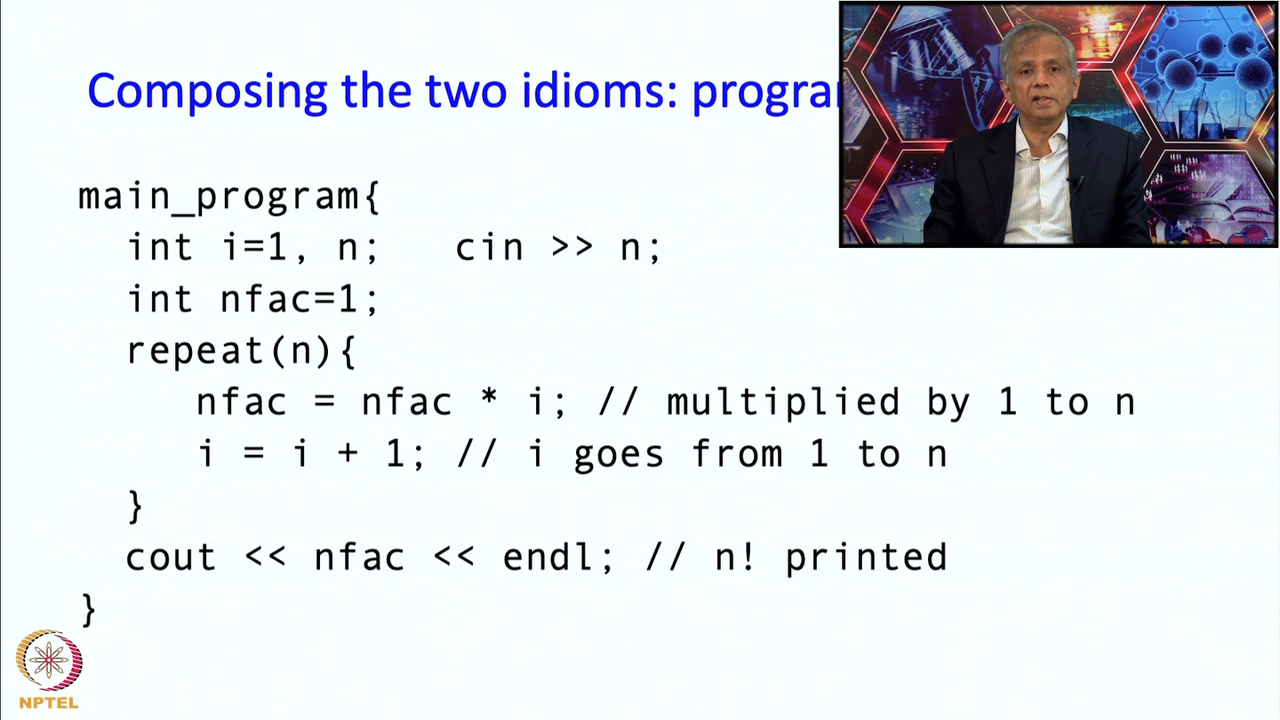 Composing the two idioms:
main_program{
int i=1, n; cin >> n;
int nfac=1;
repeat(n){
nfac = nfac * i; // multiplied by 1 to n
i = i + 1; // i goes from 1 to n
}
cout << nfac << endl; // n! printed
}
NPTEL